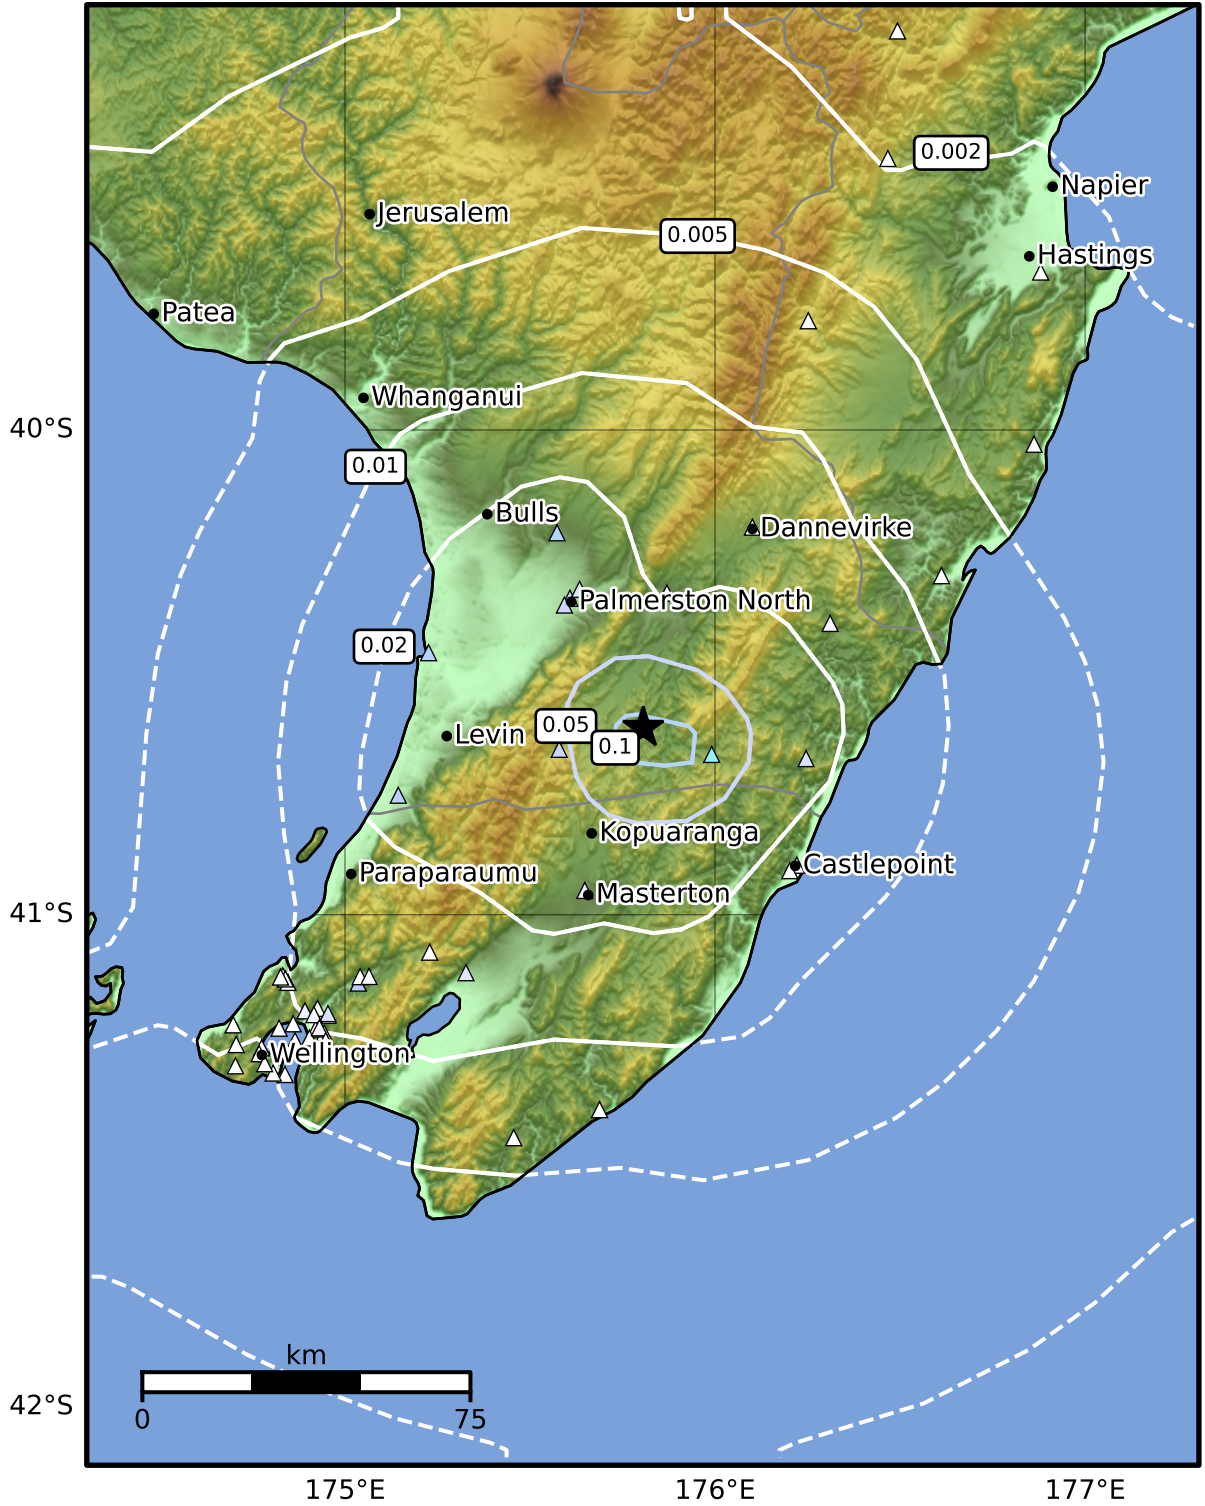 0.002
Napier
Jerusalem
0.005
Hastings
Patea
Whanganui
40°S
0.01
Bulls
Dannevirke
Palmerston North
0.02
0.05
Levin
0.1
Kopuaranga
Castlepoint
Paraparaumu
Masterton
41°S
Wellington
km
0 75
42°S
175°E 176°E 177°E